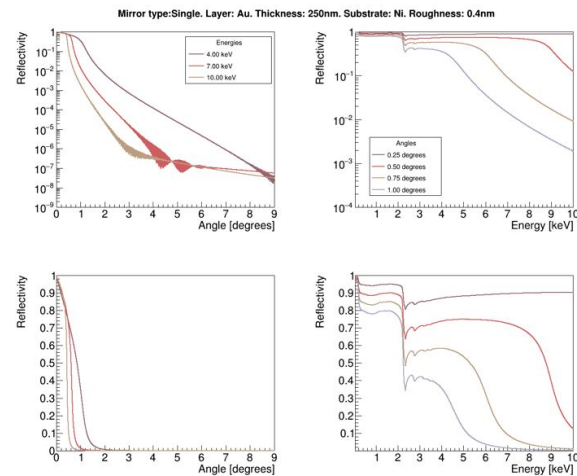 Mirror type:Single. Layer: Au. Thickness: 250nm. Substrate: Ni. Roughness: 0.4nm
Reflectivity
1
10⁻¹
10⁻²
10⁻³
10⁻⁴
10⁻⁵
10⁻⁶
10⁻⁷
10⁻⁸
10⁻⁹
Energies
4.00 keV
7.00 keV
10.00 keV
0 1 2 3 4 5 6 7 8 9
Angle [degrees]
Reflectivity
1
10⁻¹
10⁻²
10⁻³
10⁻⁴
Angles
0.25 degrees
0.50 degrees
0.75 degrees
1.00 degrees
1 2 3 4 5 6 7 8 9 10
Energy [keV]
Reflectivity
1
0.9
0.8
0.7
0.6
0.5
0.4
0.3
0.2
0.1
0 1 2 3 4 5 6 7 8 9
Angle [degrees]
Reflectivity
1
0.9
0.8
0.7
0.6
0.5
0.4
0.3
0.2
0.1
1 2 3 4 5 6 7 8 9 10
Energy [keV]